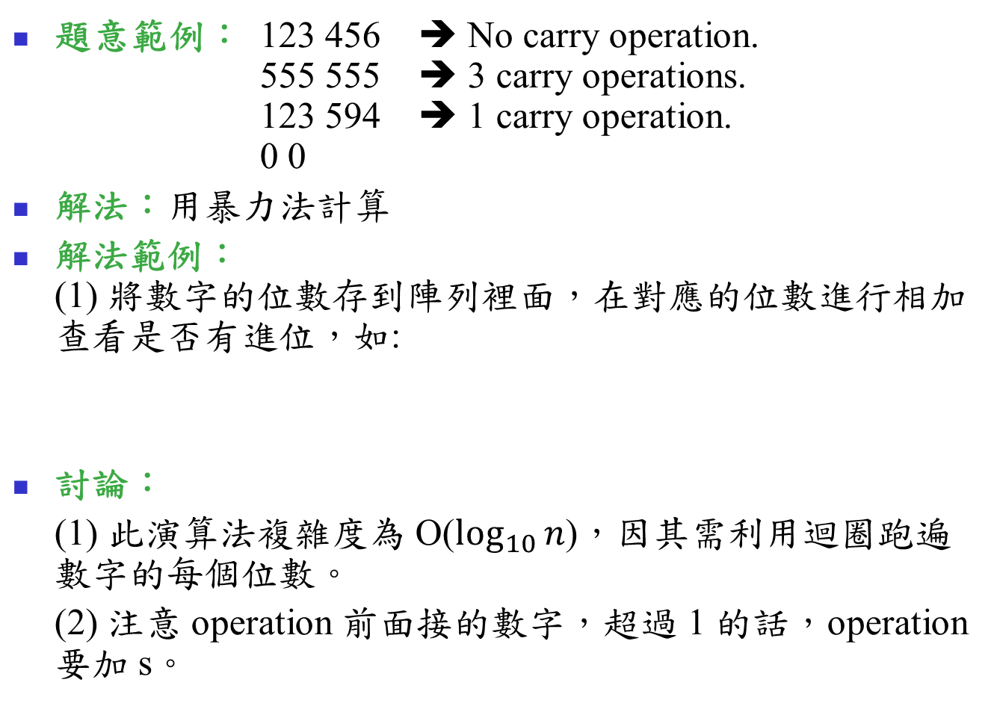 ■ 題意範例： 123 456 ➔ No carry operation.
555 555 ➔ 3 carry operations.
123 594 ➔ 1 carry operation.
0 0
■ 解法：用暴力法計算
■ 解法範例：
(1) 將數字的位數存到陣列裡面，在對應的位數進行相加
查看是否有進位，如:
■ 討論：
(1) 此演算法複雜度為 O(log₁₀ n)，因其需利用迴圈跑遍
數字的每個位數。
(2) 注意 operation 前面接的數字，超過 1 的話，operation
要加 s。